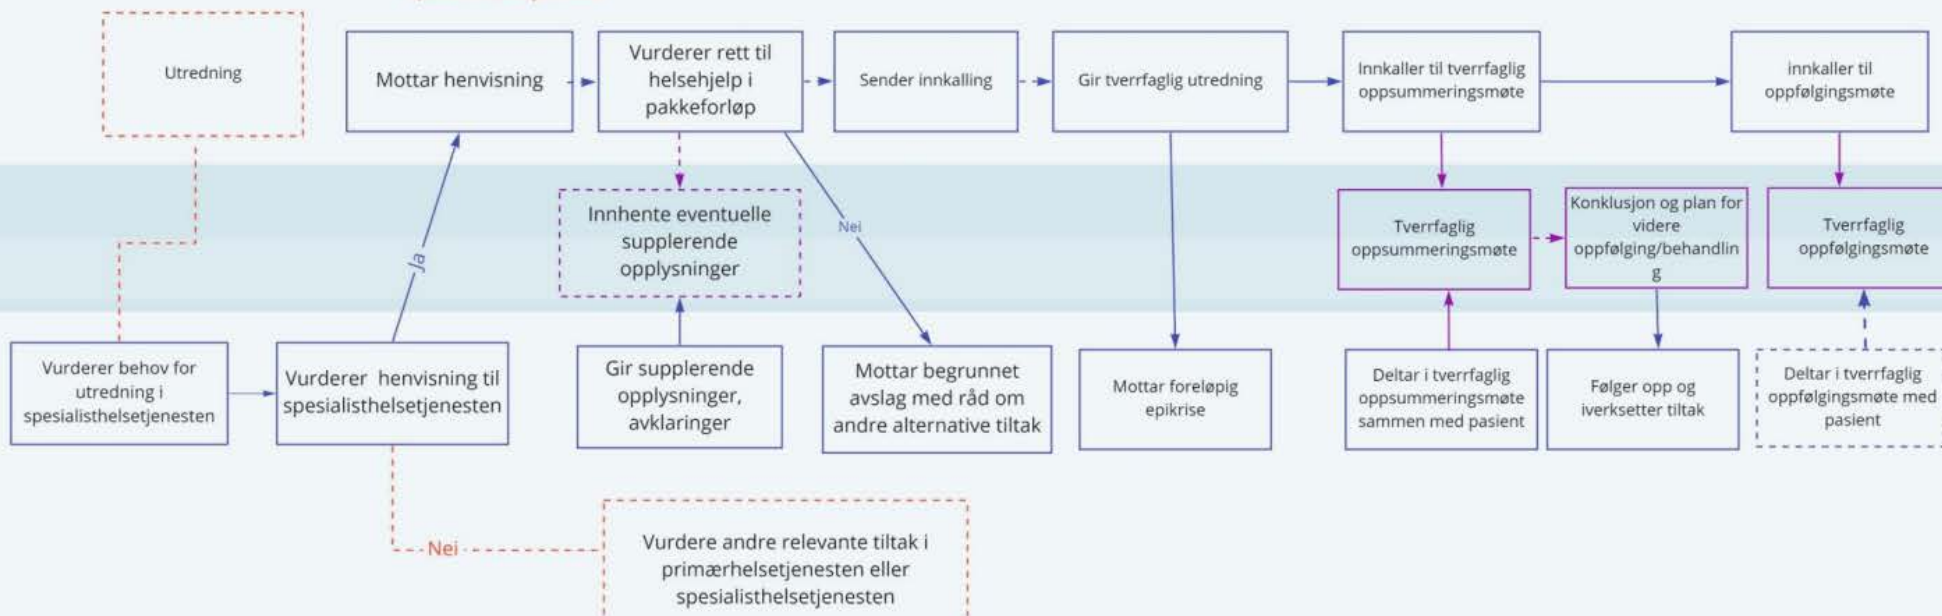 Utredning
Mottar henvisning
Vurderer rett til
helsehjelp i
pakkeforløp
Sender innkalling
Gir tverrfaglig utredning
Innkaller til tverrfaglig
oppsummeringsmøte
innkaller til
oppfølgingsmøte
Innhente eventuelle
supplerende
opplysninger
Nei
Ja
Tverrfaglig
oppsummeringsmøte
Konklusjon og plan for
videre
oppfølging/behandlin
g
Tverrfaglig
oppfølgingsmøte
Vurderer behov for
utredning i
spesialisthelsetjenesten
Vurderer henvisning til
spesialisthelsetjenesten
Gir supplerende
opplysninger,
avklaringer
Mottar begrunnet
avslag med råd om
andre alternative tiltak
Mottar foreløpig
epikrise
Deltar i tverrfaglig
oppsummeringsmøte
sammen med pasient
Følger opp og
iverksetter tiltak
Deltar i tverrfaglig
oppfølgingsmøte med
pasient
Nei
Vurdere andre relevante tiltak i
primærhelsetjenesten eller
spesialisthelsetjenesten